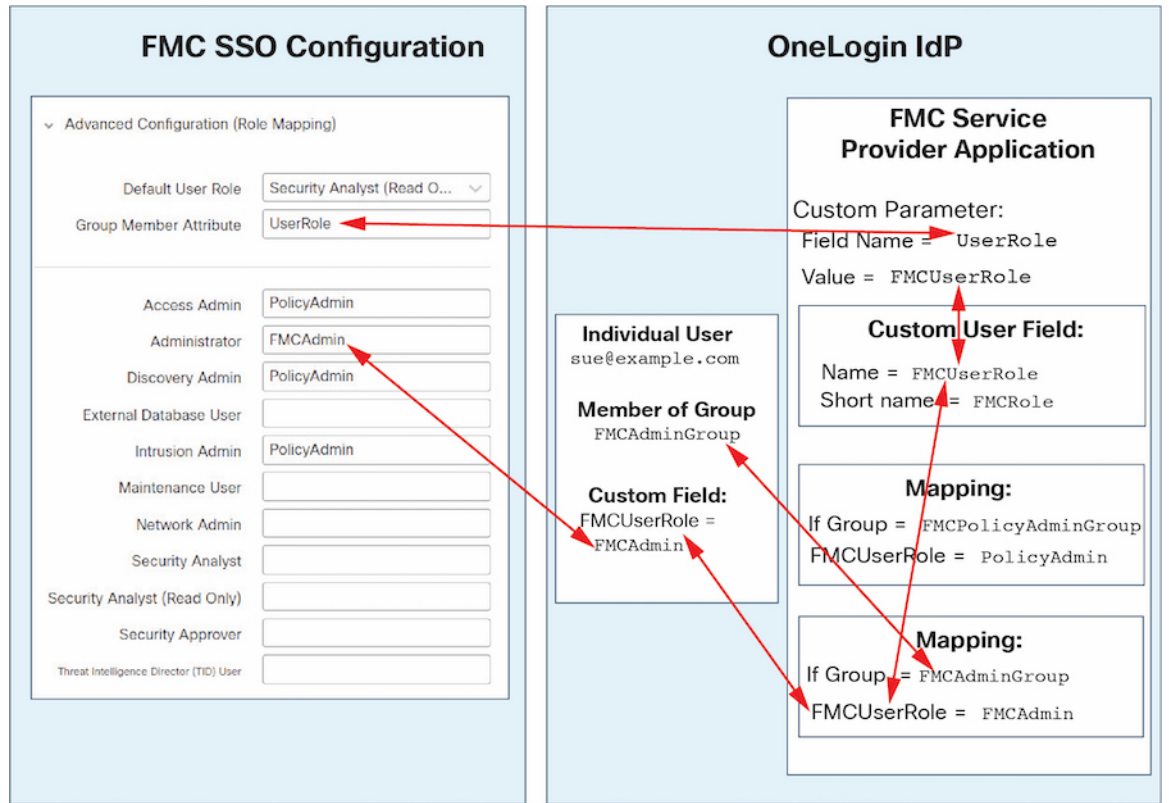 FMC SSO Configuration
Advanced Configuration (Role Mapping)
Default User Role Security Analyst (Read O...
Group Member Attribute UserRole
Access Admin PolicyAdmin
Administrator FMCAdmin
Discovery Admin PolicyAdmin
External Database User
Intrusion Admin PolicyAdmin
Maintenance User
Network Admin
Security Analyst
Security Analyst (Read Only)
Security Approver
Threat Intelligence Director (TID) User
OneLogin IdP
Individual User
sue@example.com
Member of Group
FMCAdminGroup
Custom Field:
FMCUserRole =
FMCAdmin
FMC Service
Provider Application
Custom Parameter:
Field Name = UserRole
Value = FMCUserRole
Custom User Field:
Name = FMCUserRole
Short name = FMCRole
Mapping:
If Group = FMCPolicyAdminGroup
FMCUserRole = PolicyAdmin
Mapping:
If Group = FMCAdminGroup
FMCUserRole = FMCAdmin